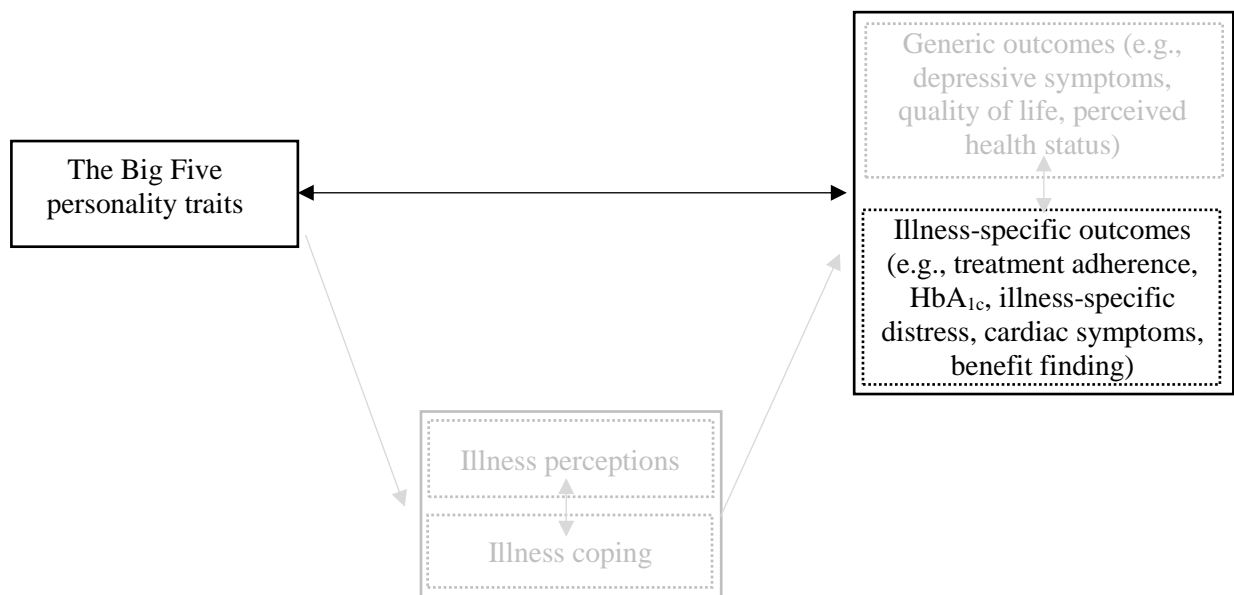 The Big Five
personality traits
Generic outcomes (e.g.,
depressive symptoms,
quality of life, perceived
health status)
Illness-specific outcomes
(e.g., treatment adherence,
HbA₁c, illness-specific
distress, cardiac symptoms,
benefit finding)
Illness perceptions
Illness coping